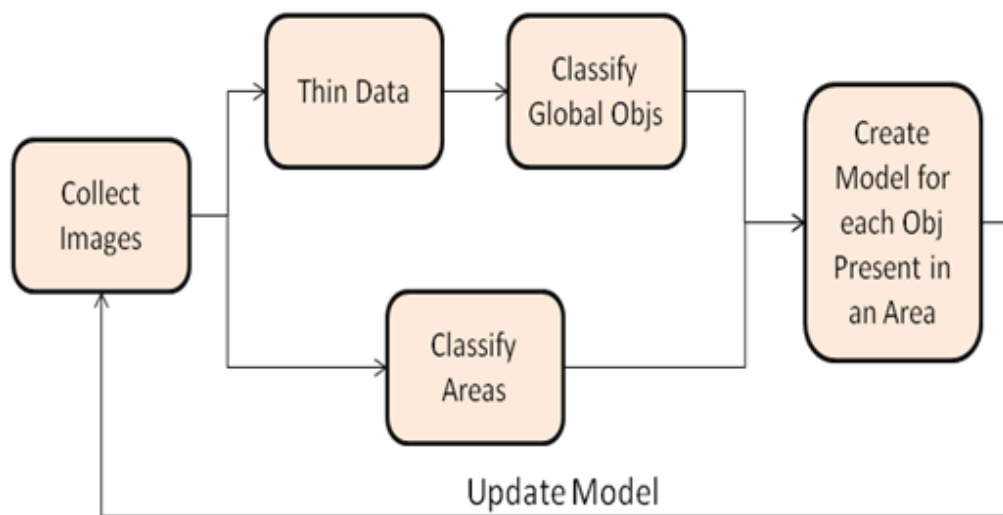 Collect
Images
Thin Data
Classify
Global Objs
Classify
Areas
Create
Model for
each Obj
Present in
an Area
Update Model